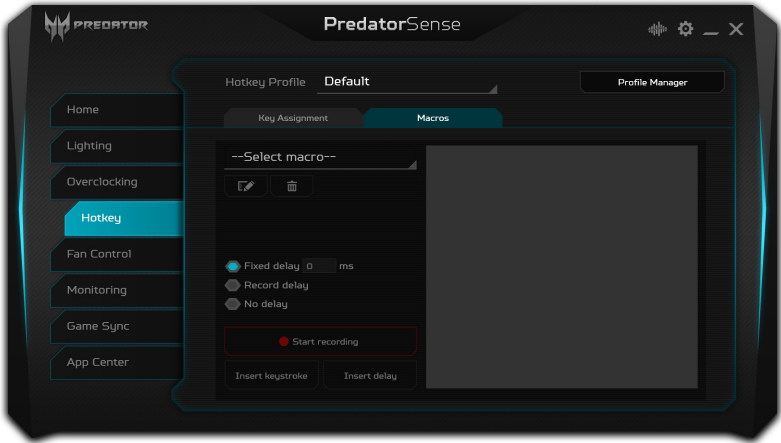 PREDATOR
PredatorSense
Hotkey Profile Default
Profile Manager
Home
Lighting
Overclocking
Hotkey
Fan Control
Monitoring
Game Sync
App Center
Key Assignment
Macros
--Select macro--
Fixed delay 0 ms
Record delay
No delay
Start recording
Insert keystroke
Insert delay